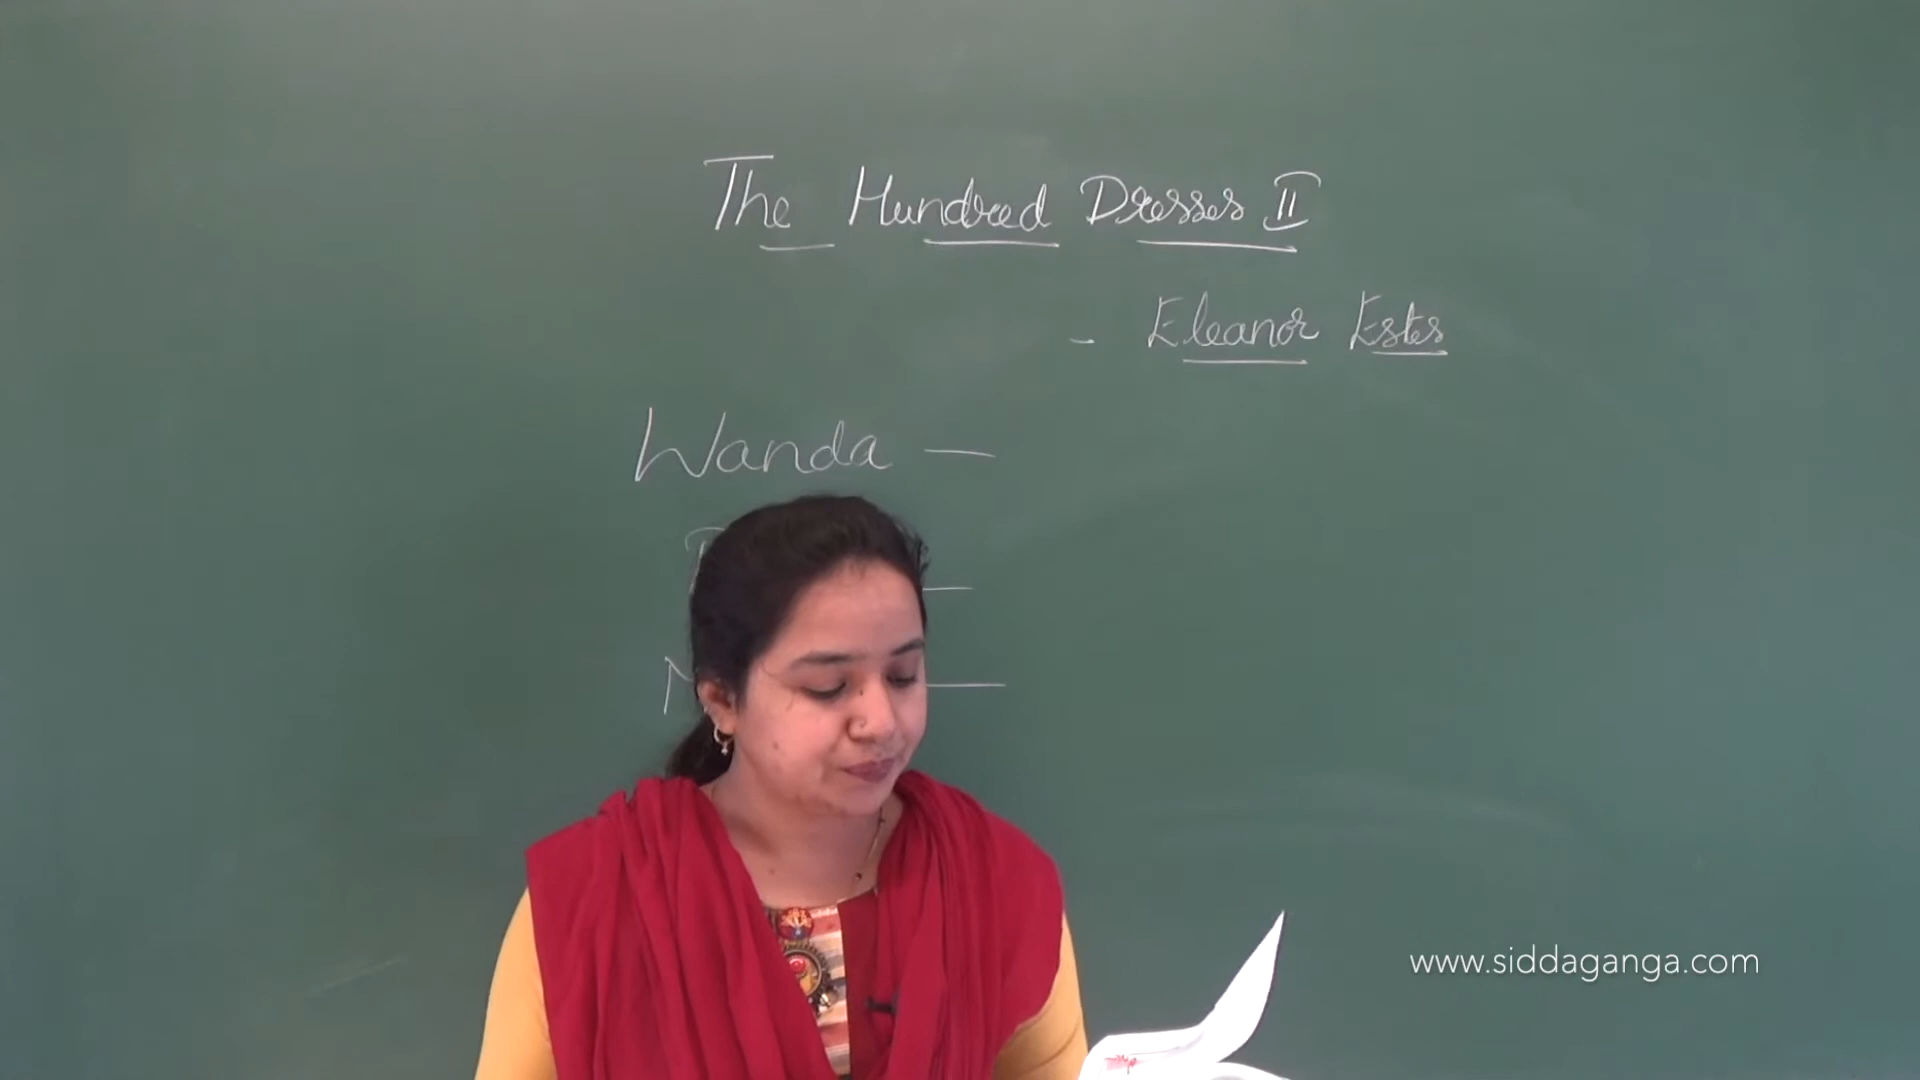 The Hundred Dresses II
- Eleanor Estes
Wanda —
www.siddaganga.com